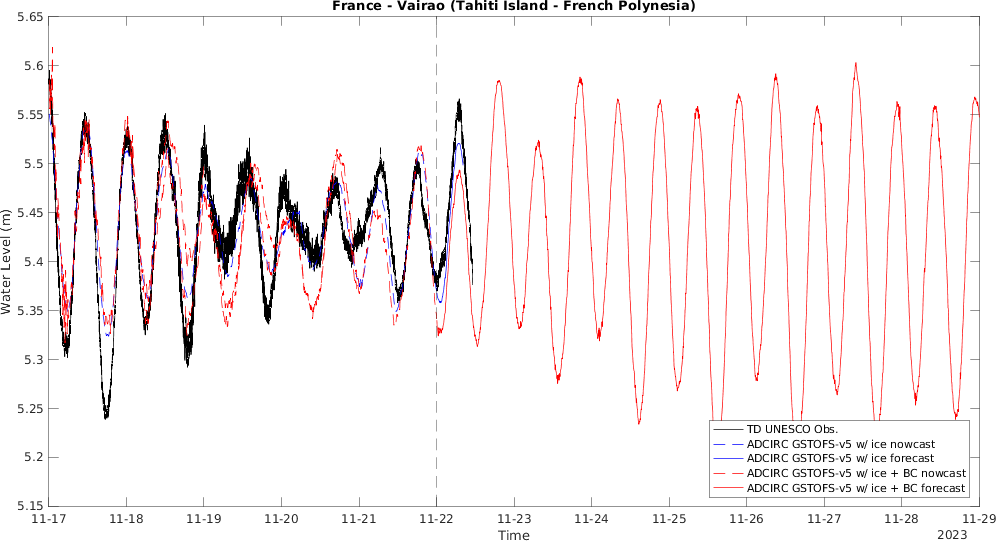 France - Vairao (Tahiti Island - French Polynesia)
5.65
5.6
5.55
5.5
5.45
5.4
5.35
5.3
5.25
5.2
5.15
Water Level (m)
TD UNESCO Obs.
ADCIRC GSTOFS-v5 w/ ice nowcast
ADCIRC GSTOFS-v5 w/ ice forecast
ADCIRC GSTOFS-v5 w/ ice + BC nowcast
ADCIRC GSTOFS-v5 w/ ice + BC forecast
11-17 11-18 11-19 11-20 11-21 11-22 11-23 11-24 11-25 11-26 11-27 11-28 11-29
Time
2023